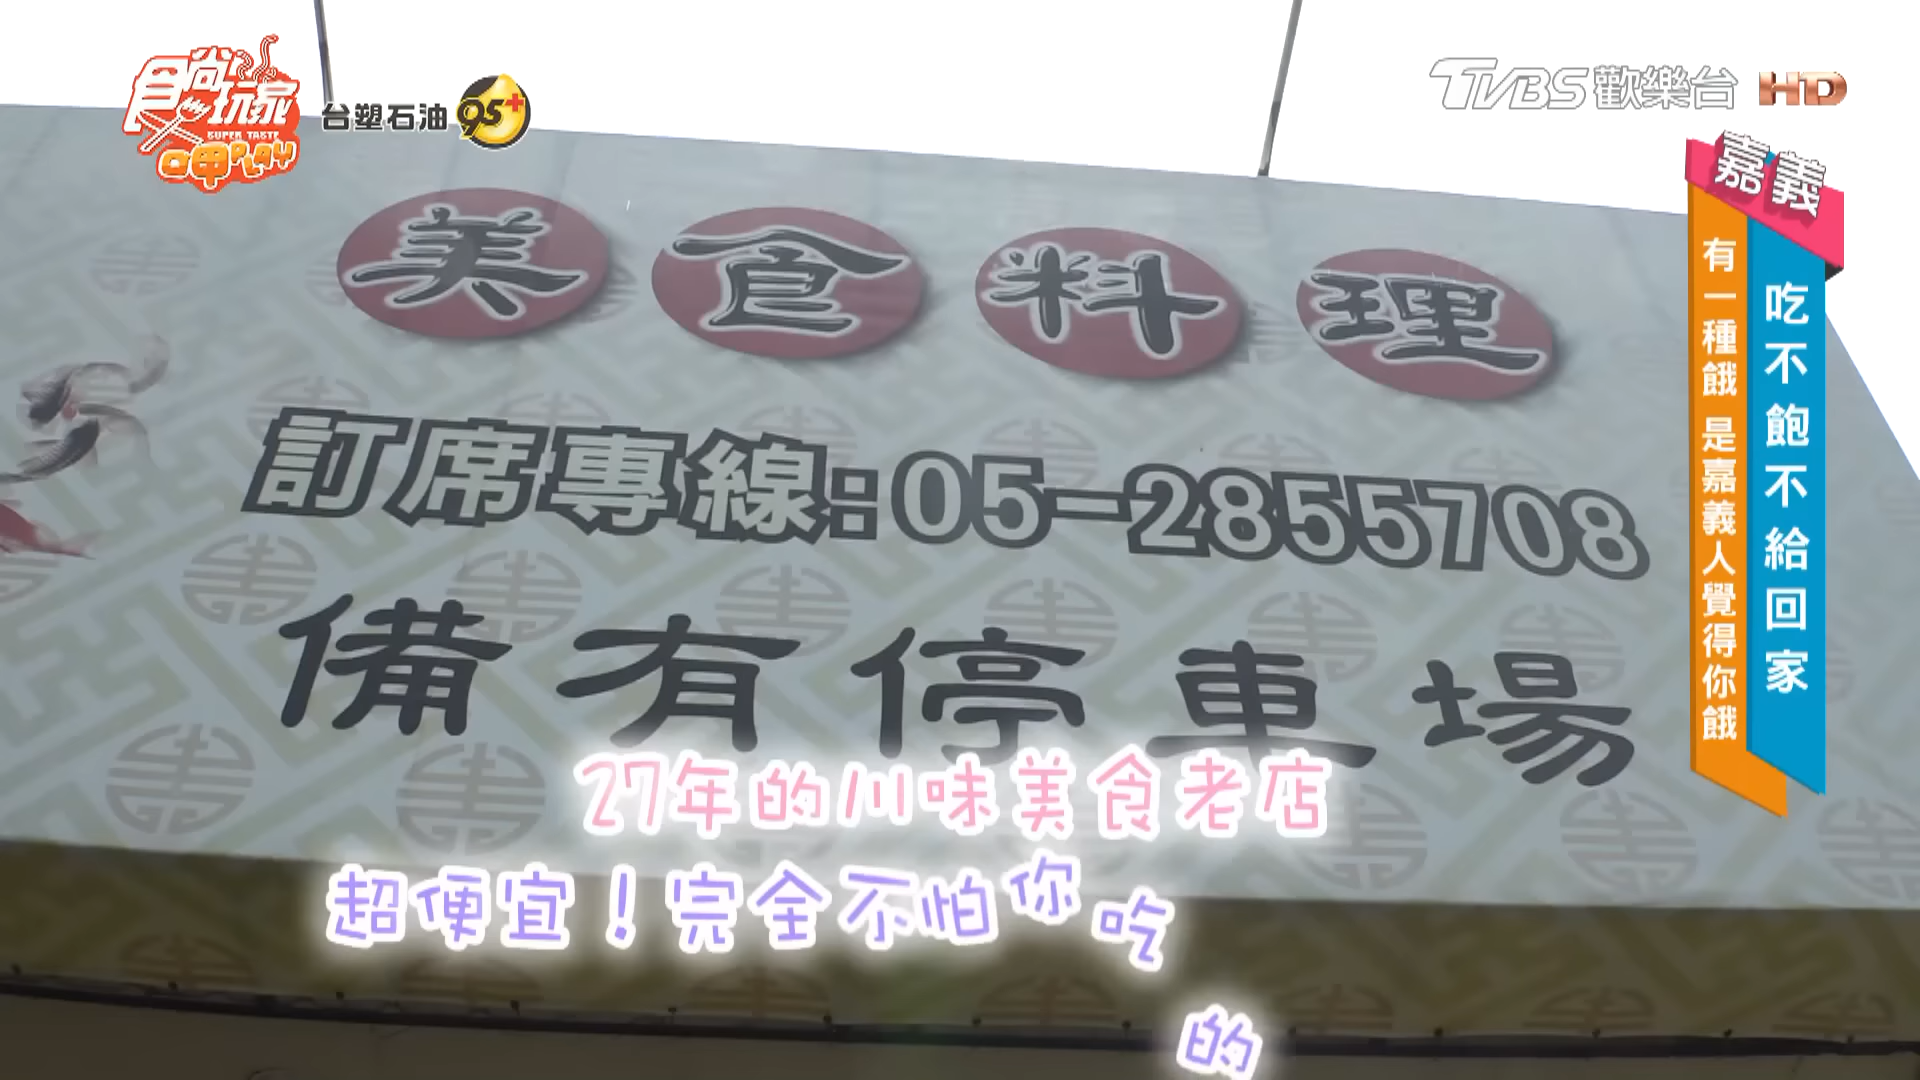 食尚玩家
SUPER TASTE
呷PLAY
台塑石油 95+
TVBS歡樂台 HD
嘉義
吃不飽不給回家
有一種餓 是嘉義人覺得你餓
美食料理
訂席專線:05-2855708
備有停車場
27年的川味美食老店
超便宜！完全不怕你吃的